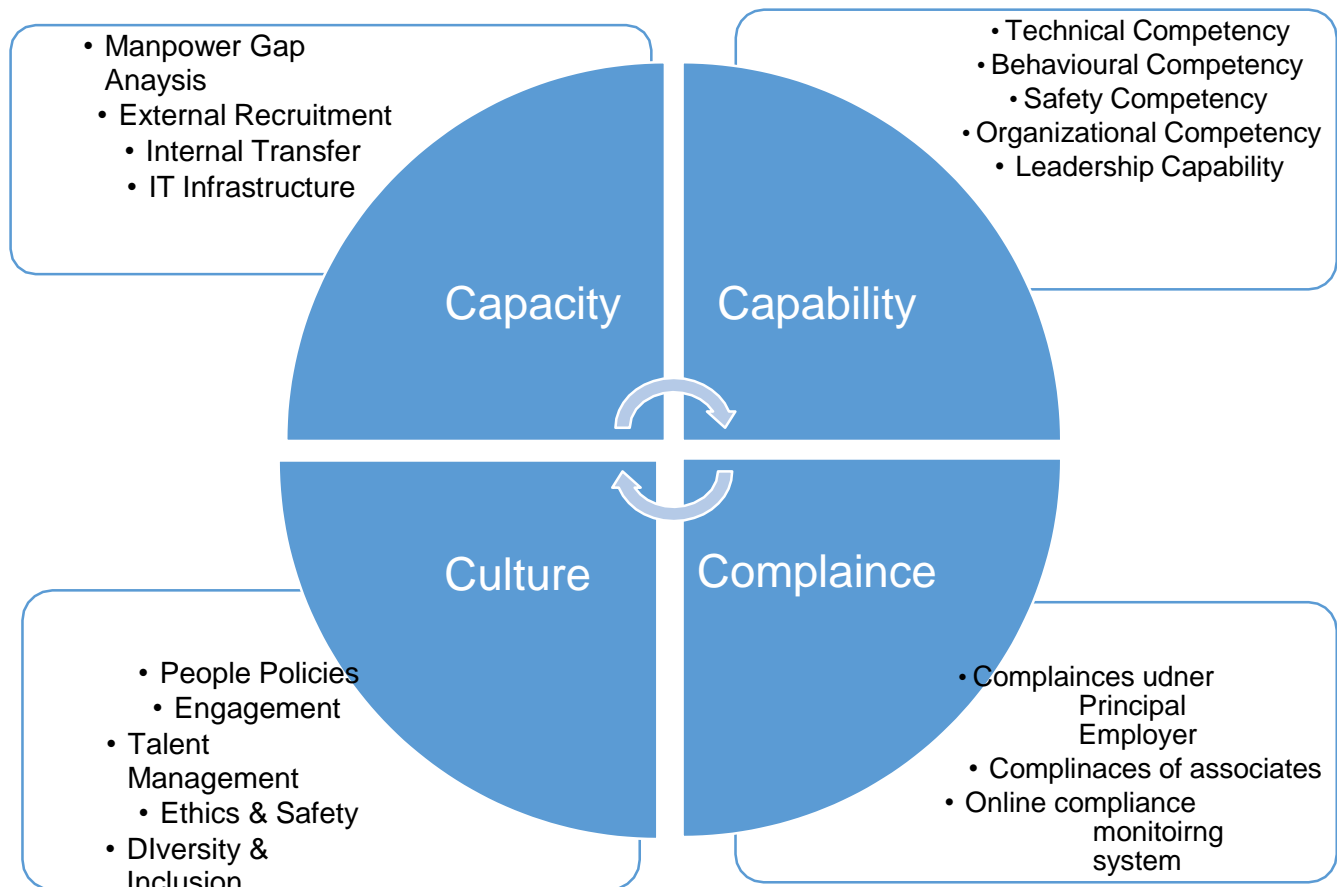 • Manpower Gap
Anaysis
• External Recruitment
• Internal Transfer
• IT Infrastructure
• Technical Competency
• Behavioural Competency
• Safety Competency
• Organizational Competency
• Leadership Capability
Capacity
Capability
Culture
Complaince
• People Policies
• Engagement
• Talent
Management
• Ethics & Safety
• DIversity &
Inclusion
• Complainces udner
Principal
Employer
• Complinaces of associates
• Online compliance
monitoirng
system